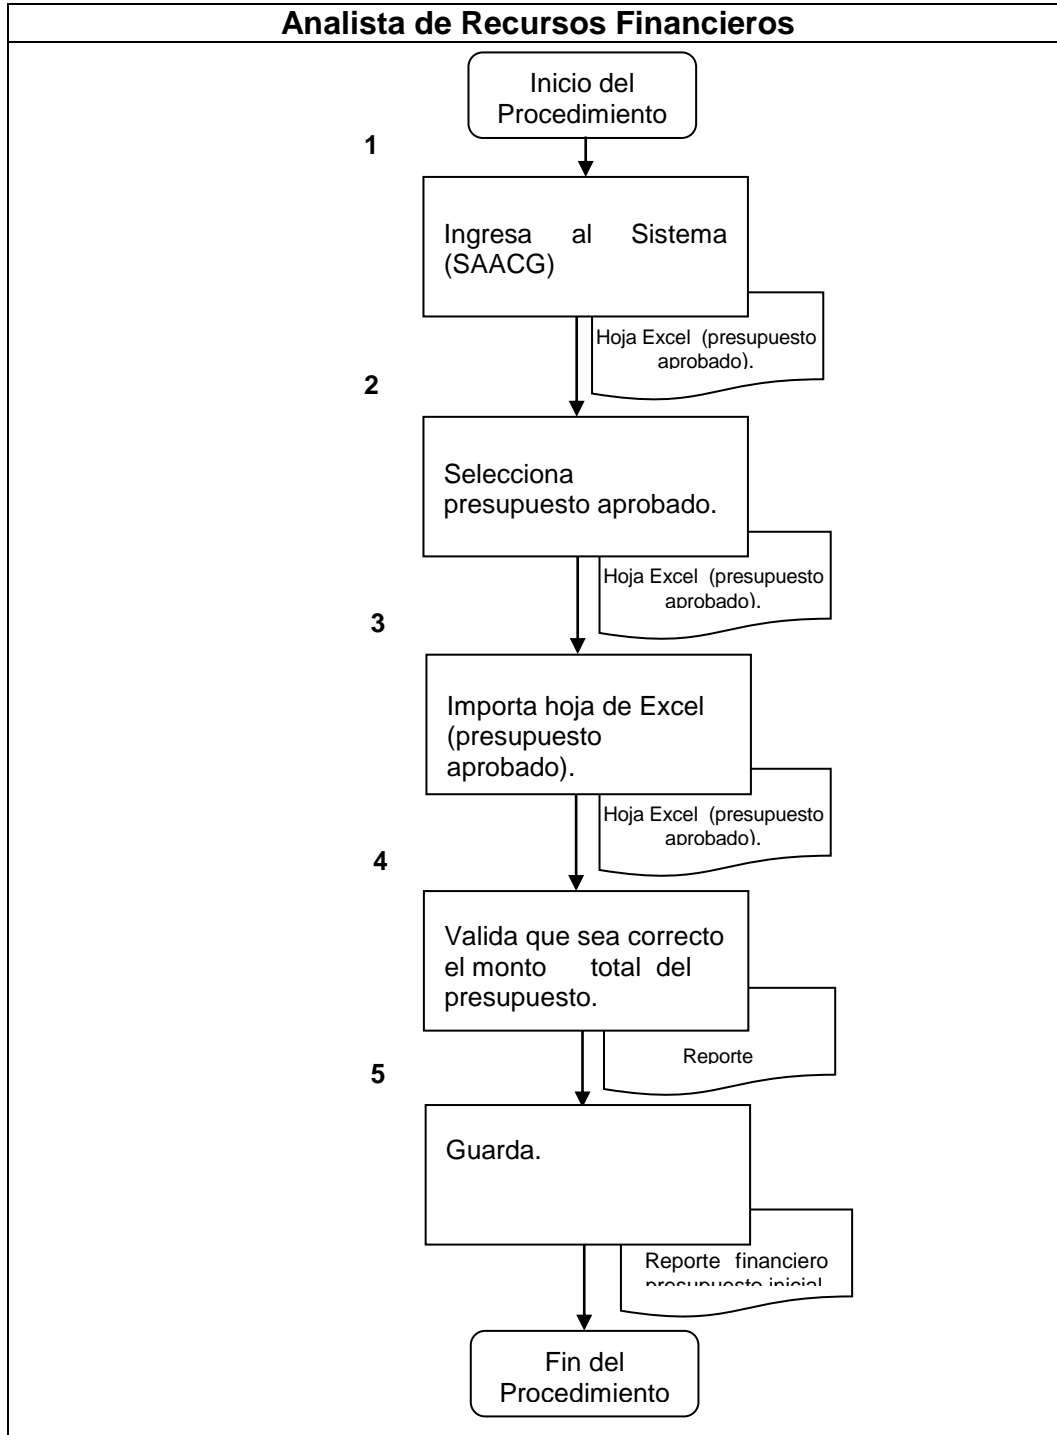 Analista de Recursos Financieros
Inicio del
Procedimiento
1
Ingresa al Sistema
(SAACG)
Hoja Excel (presupuesto
aprobado).
2
Selecciona
presupuesto aprobado.
Hoja Excel (presupuesto
aprobado).
3
Importa hoja de Excel
(presupuesto
aprobado).
Hoja Excel (presupuesto
aprobado).
4
Valida que sea correcto
el monto total del
presupuesto.
Reporte
5
Guarda.
Reporte financiero
presupuesto inicial
Fin del
Procedimiento